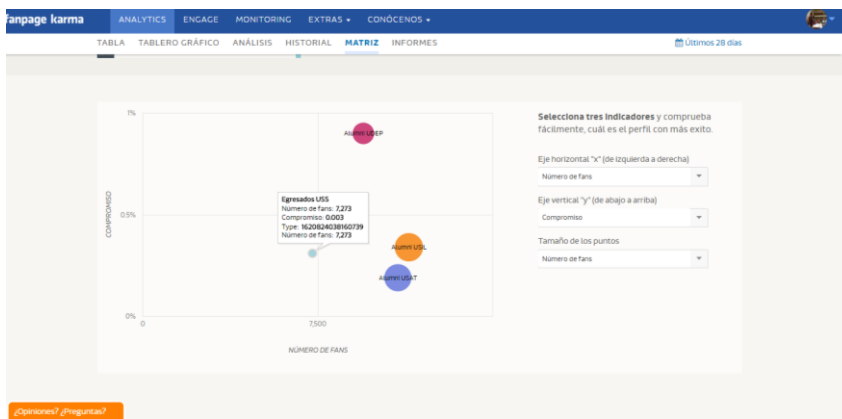 fanpage karma
ANALYTICS ENGAGE MONITORING EXTRAS CONÓCENOS
TABLA TABLERO GRÁFICO ANÁLISIS HISTORIAL MATRIZ INFORMES
Últimos 28 días
1%
0.5%
0%
COMPROMISO
Alumni UDEP
Egresados USS
Número de fans: 7,273
Compromiso: 0.003
Type: 1620824038160739
Número de fans: 7,273
Alumni USIL
Alumni USAT
0
7,500
NÚMERO DE FANS
Selecciona tres indicadores y comprueba
fácilmente, cuál es el perfil con más exito.
Eje horizontal "x" (de izquierda a derecha)
Número de fans
Eje vertical "y" (de abajo a arriba)
Compromiso
Tamaño de los puntos
Número de fans
¿Opiniones? ¿Preguntas?